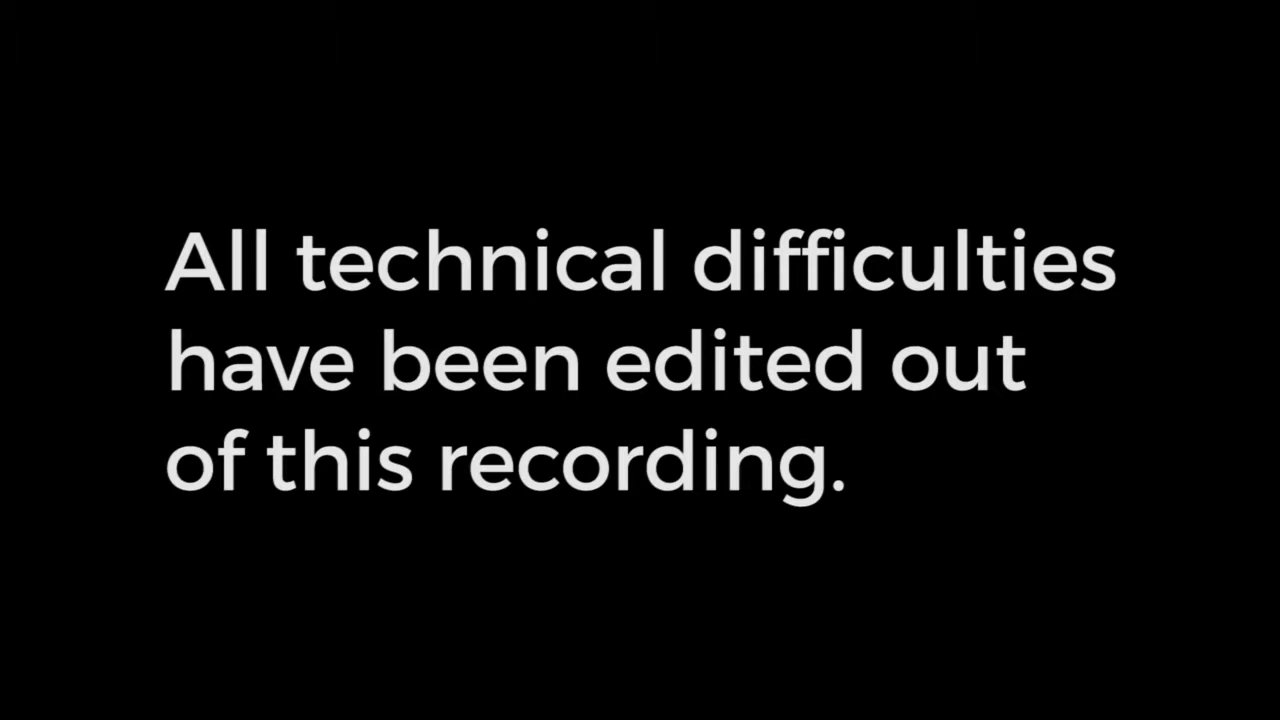 All technical difficulties
have been edited out
of this recording.